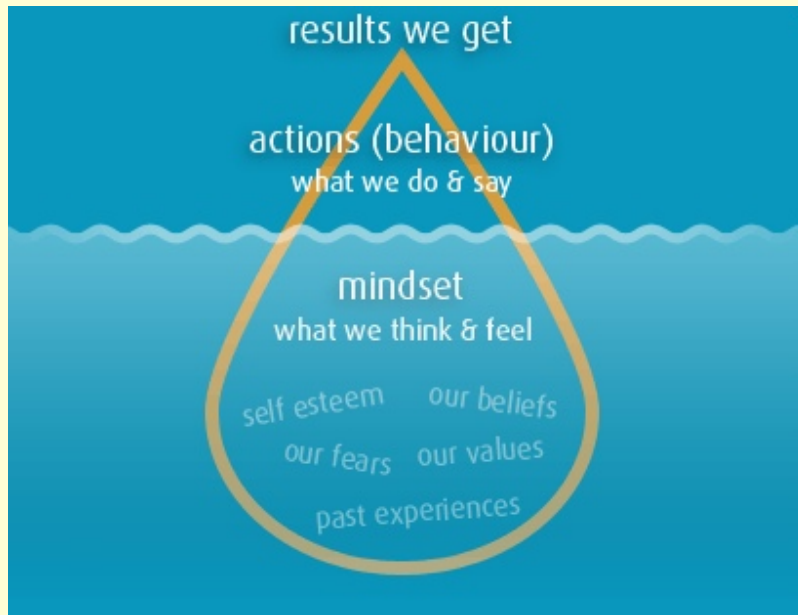 results we get
actions (behaviour)
what we do & say
mindset
what we think & feel
self esteem
our beliefs
our fears
our values
past experiences